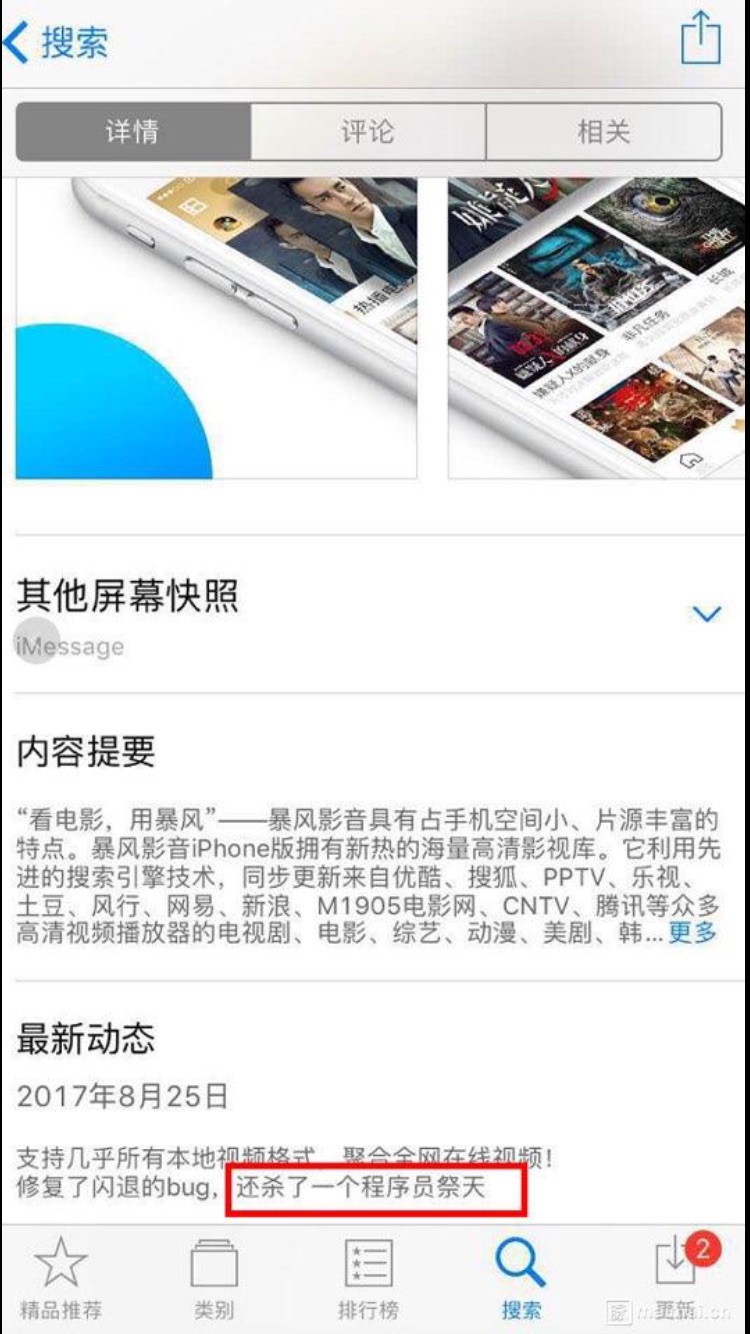 搜索
详情
评论
相关
热播电
嫌疑人X的献身
非凡任务
长城
其他屏幕快照
iMessage
内容提要
“看电影，用暴风”——暴风影音具有占手机空间小、片源丰富的
特点。暴风影音iPhone版拥有新热的海量高清影视库。它利用先
进的搜索引擎技术，同步更新来自优酷、搜狐、PPTV、乐视、
土豆、风行、网易、新浪、M1905电影网、CNTV、腾讯等众多
高清视频播放器的电视剧、电影、综艺、动漫、美剧、韩...更多
最新动态
2017年8月25日
支持几乎所有本地视频格式，聚合全网在线视频！
修复了闪退的bug，还杀了一个程序员祭天
2
精品推荐
类别
排行榜
搜索
更新